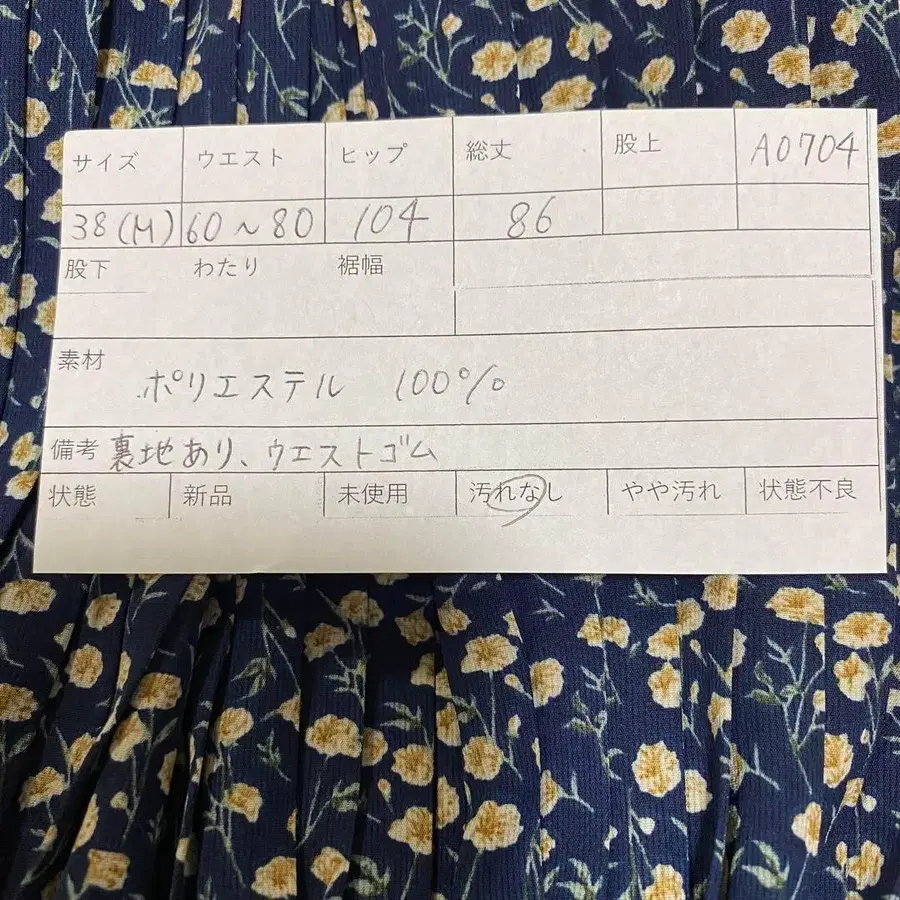 サイズ ウエスト ヒップ 総丈 股上 A0704
38(M) 60~80 104 86
股下 わたり 裾幅
素材
ポリエステル 100%
備考 裏地あり、ウエストゴム
状態 新品 未使用 汚れなし やや汚れ 状態不良